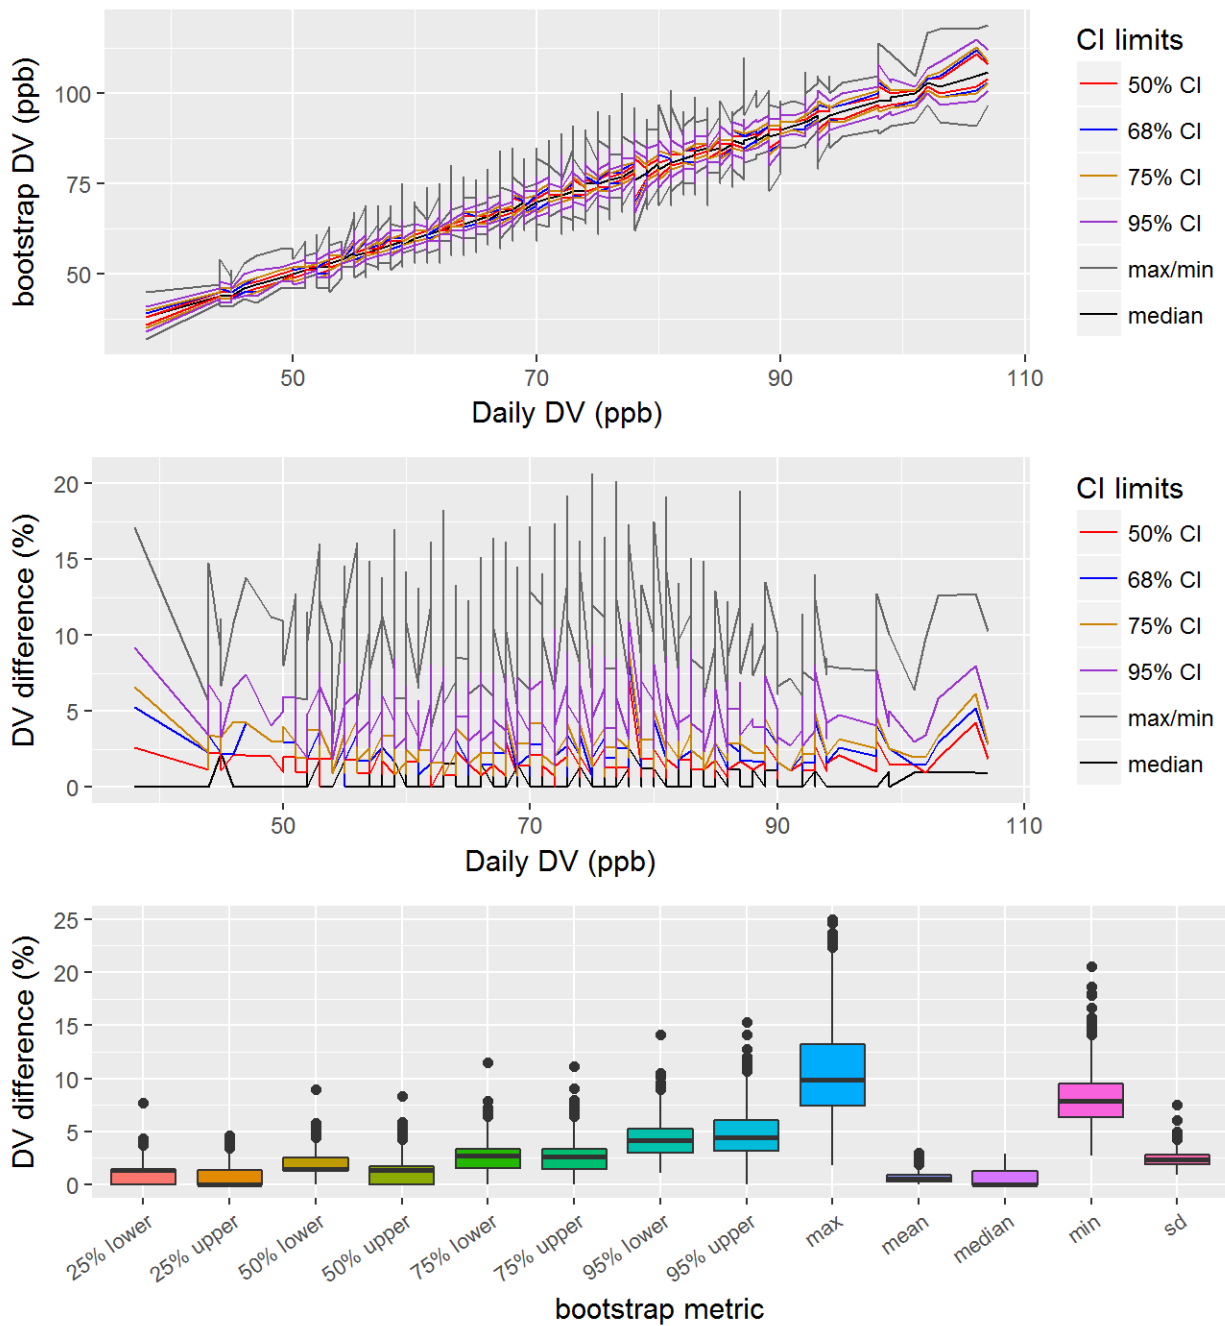 bootstrap DV (ppb)
100
75
50
50
70
90
110
Daily DV (ppb)
CI limits
50% CI
68% CI
75% CI
95% CI
max/min
median
DV difference (%)
20
15
10
5
0
50
70
90
110
Daily DV (ppb)
CI limits
50% CI
68% CI
75% CI
95% CI
max/min
median
DV difference (%)
25
20
15
10
5
0
25% lower
25% upper
50% lower
50% upper
75% lower
75% upper
95% lower
95% upper
max
mean
median
min
sd
bootstrap metric